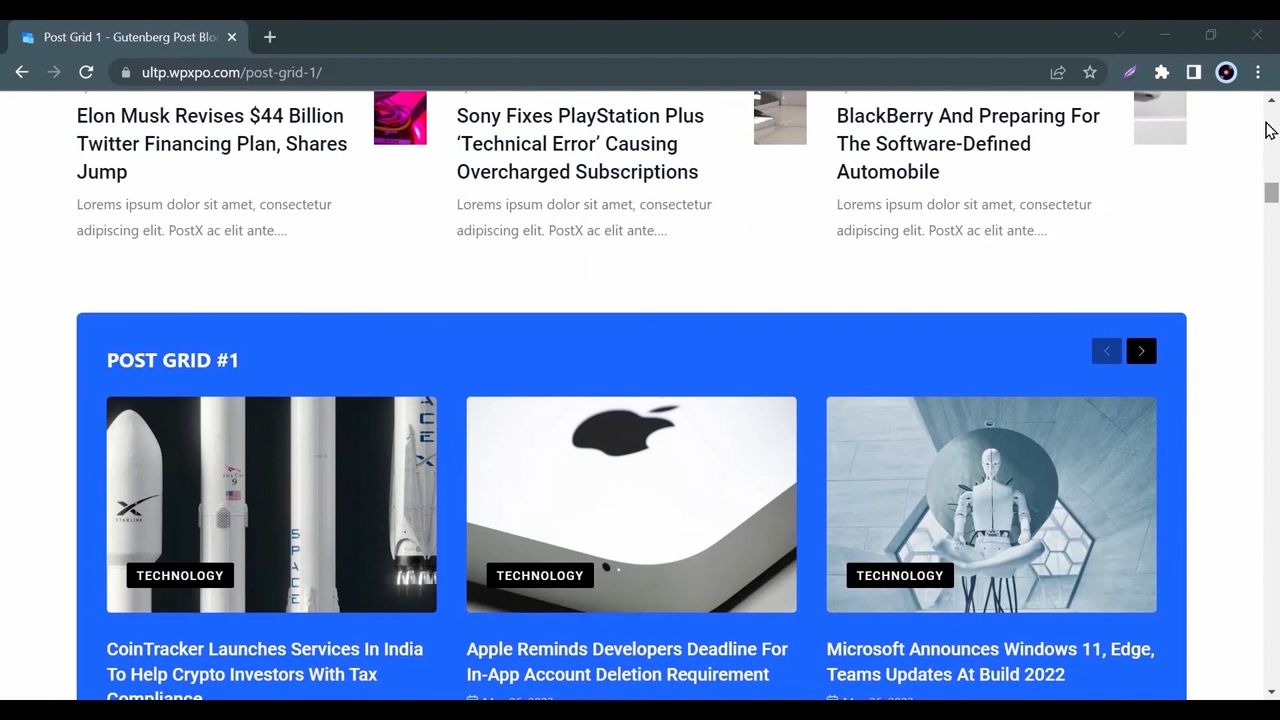 Post Grid 1 - Gutenberg Post Blo
ultp.wpxpo.com/post-grid-1/
Elon Musk Revises $44 Billion
Twitter Financing Plan, Shares
Jump
Lorems ipsum dolor sit amet, consectetur
adipiscing elit. PostX ac elit ante....
Sony Fixes PlayStation Plus
‘Technical Error’ Causing
Overcharged Subscriptions
Lorems ipsum dolor sit amet, consectetur
adipiscing elit. PostX ac elit ante....
BlackBerry And Preparing For
The Software-Defined
Automobile
Lorems ipsum dolor sit amet, consectetur
adipiscing elit. PostX ac elit ante....
POST GRID #1
STARLINK
9
SPACE
ACE X
TECHNOLOGY
CoinTracker Launches Services In India
To Help Crypto Investors With Tax
Compliance
TECHNOLOGY
Apple Reminds Developers Deadline For
In-App Account Deletion Requirement
TECHNOLOGY
Microsoft Announces Windows 11, Edge,
Teams Updates At Build 2022